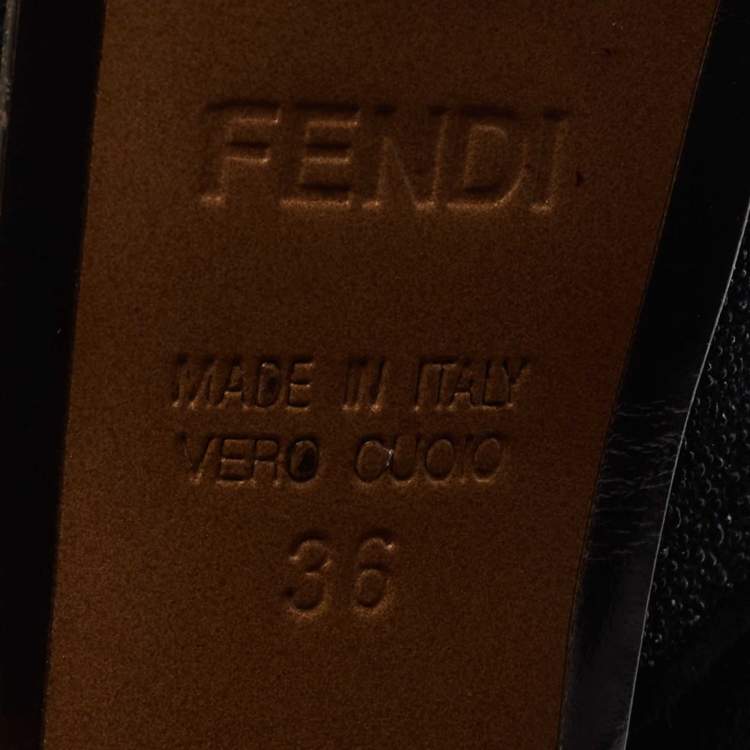 FENDI
MADE IN ITALY
VERO CUOIO
36